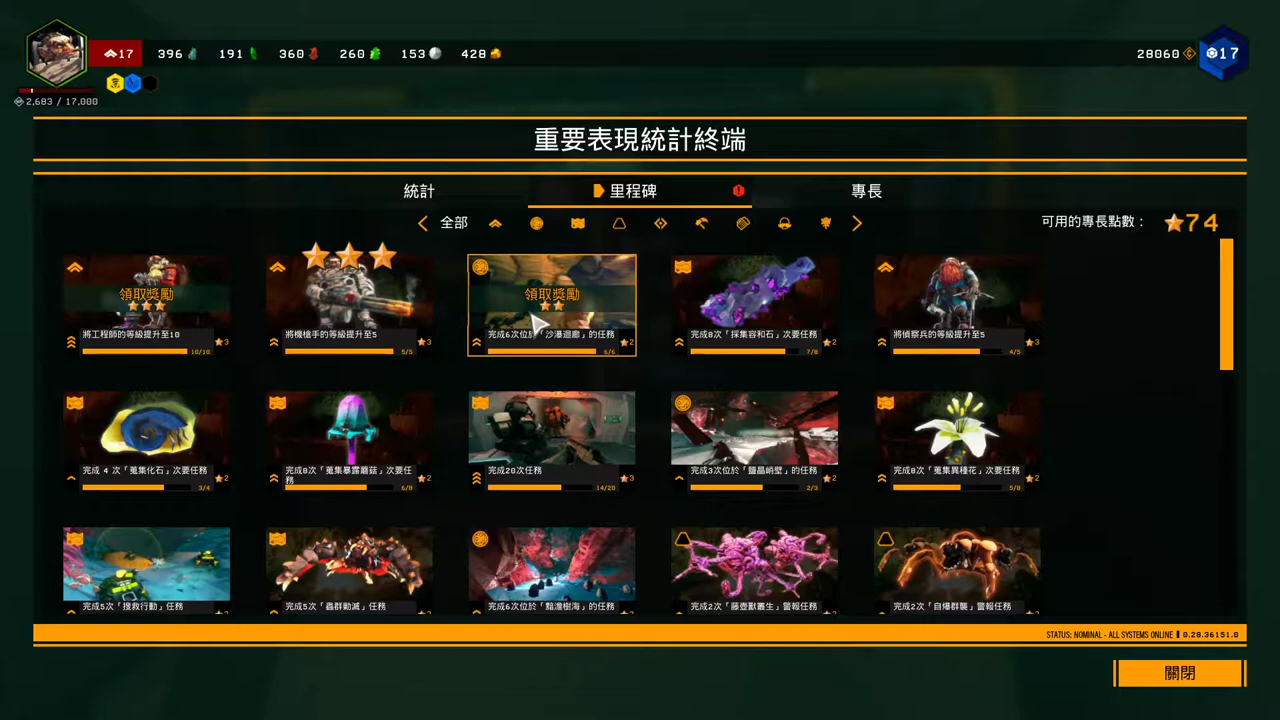 17
396
191
360
260
153
428
28060
17
2,683 / 17,000
重要表現統計終端
統計
里程碑
專長
全部
可用的專長點數：
74
領取獎勵
將工程師的等級提升至10
3
10/10
將機槍手的等級提升至5
3
5/5
領取獎勵
完成6次位於「沙瀑迴廊」的任務
2
6/6
完成8次「採集容和石」次要任務
2
7/8
將偵察兵的等級提升至5
3
4/5
完成 4 次「蒐集化石」次要任務
2
3/4
完成8次「蒐集暴露蘑菇」次要任
務
2
6/8
完成20次任務
3
14/20
完成3次位於「鹽晶峭壁」的任務
2
2/3
完成8次「蒐集異種花」次要任務
2
5/8
完成5次「搜救行動」任務
完成5次「蟲群勦滅」任務
完成6次位於「黯澹樹海」的任務
完成2次「藤壺獸叢生」警報任務
完成2次「自爆群襲」警報任務
STATUS: NOMINAL - ALL SYSTEMS ONLINE
0.28.36151.0
關閉